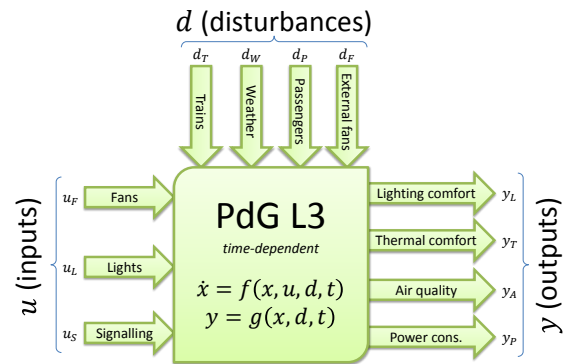 d (disturbances)
d_T d_W d_P d_F
Trains
Weather
Passengers
External fans
u (inputs)
u_F Fans
u_L Lights
u_S Signalling
PdG L3
time-dependent
ẋ = f(x, u, d, t)
y = g(x, d, t)
Lighting comfort y_L
Thermal comfort y_T
Air quality y_A
Power cons. y_P
y (outputs)